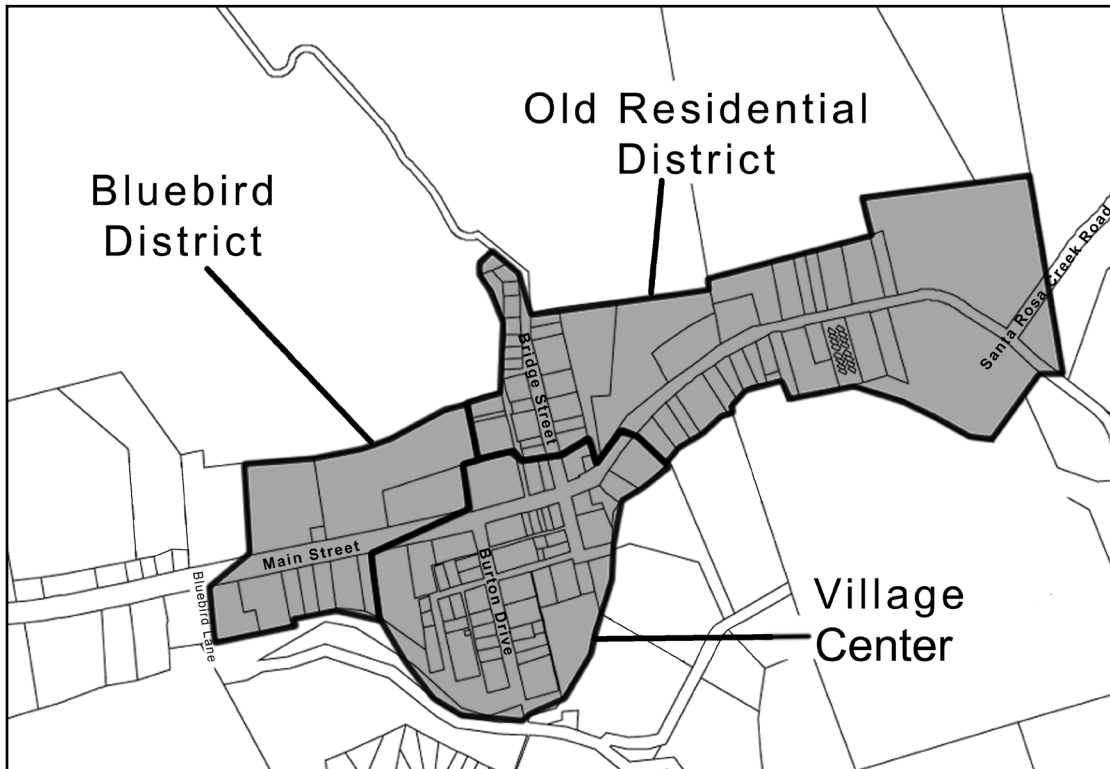 Old Residential
District
Bluebird
District
Santa Rosa Creek Road
Bridge Street
Main Street
Bluebird Lane
Burton Drive
Village
Center